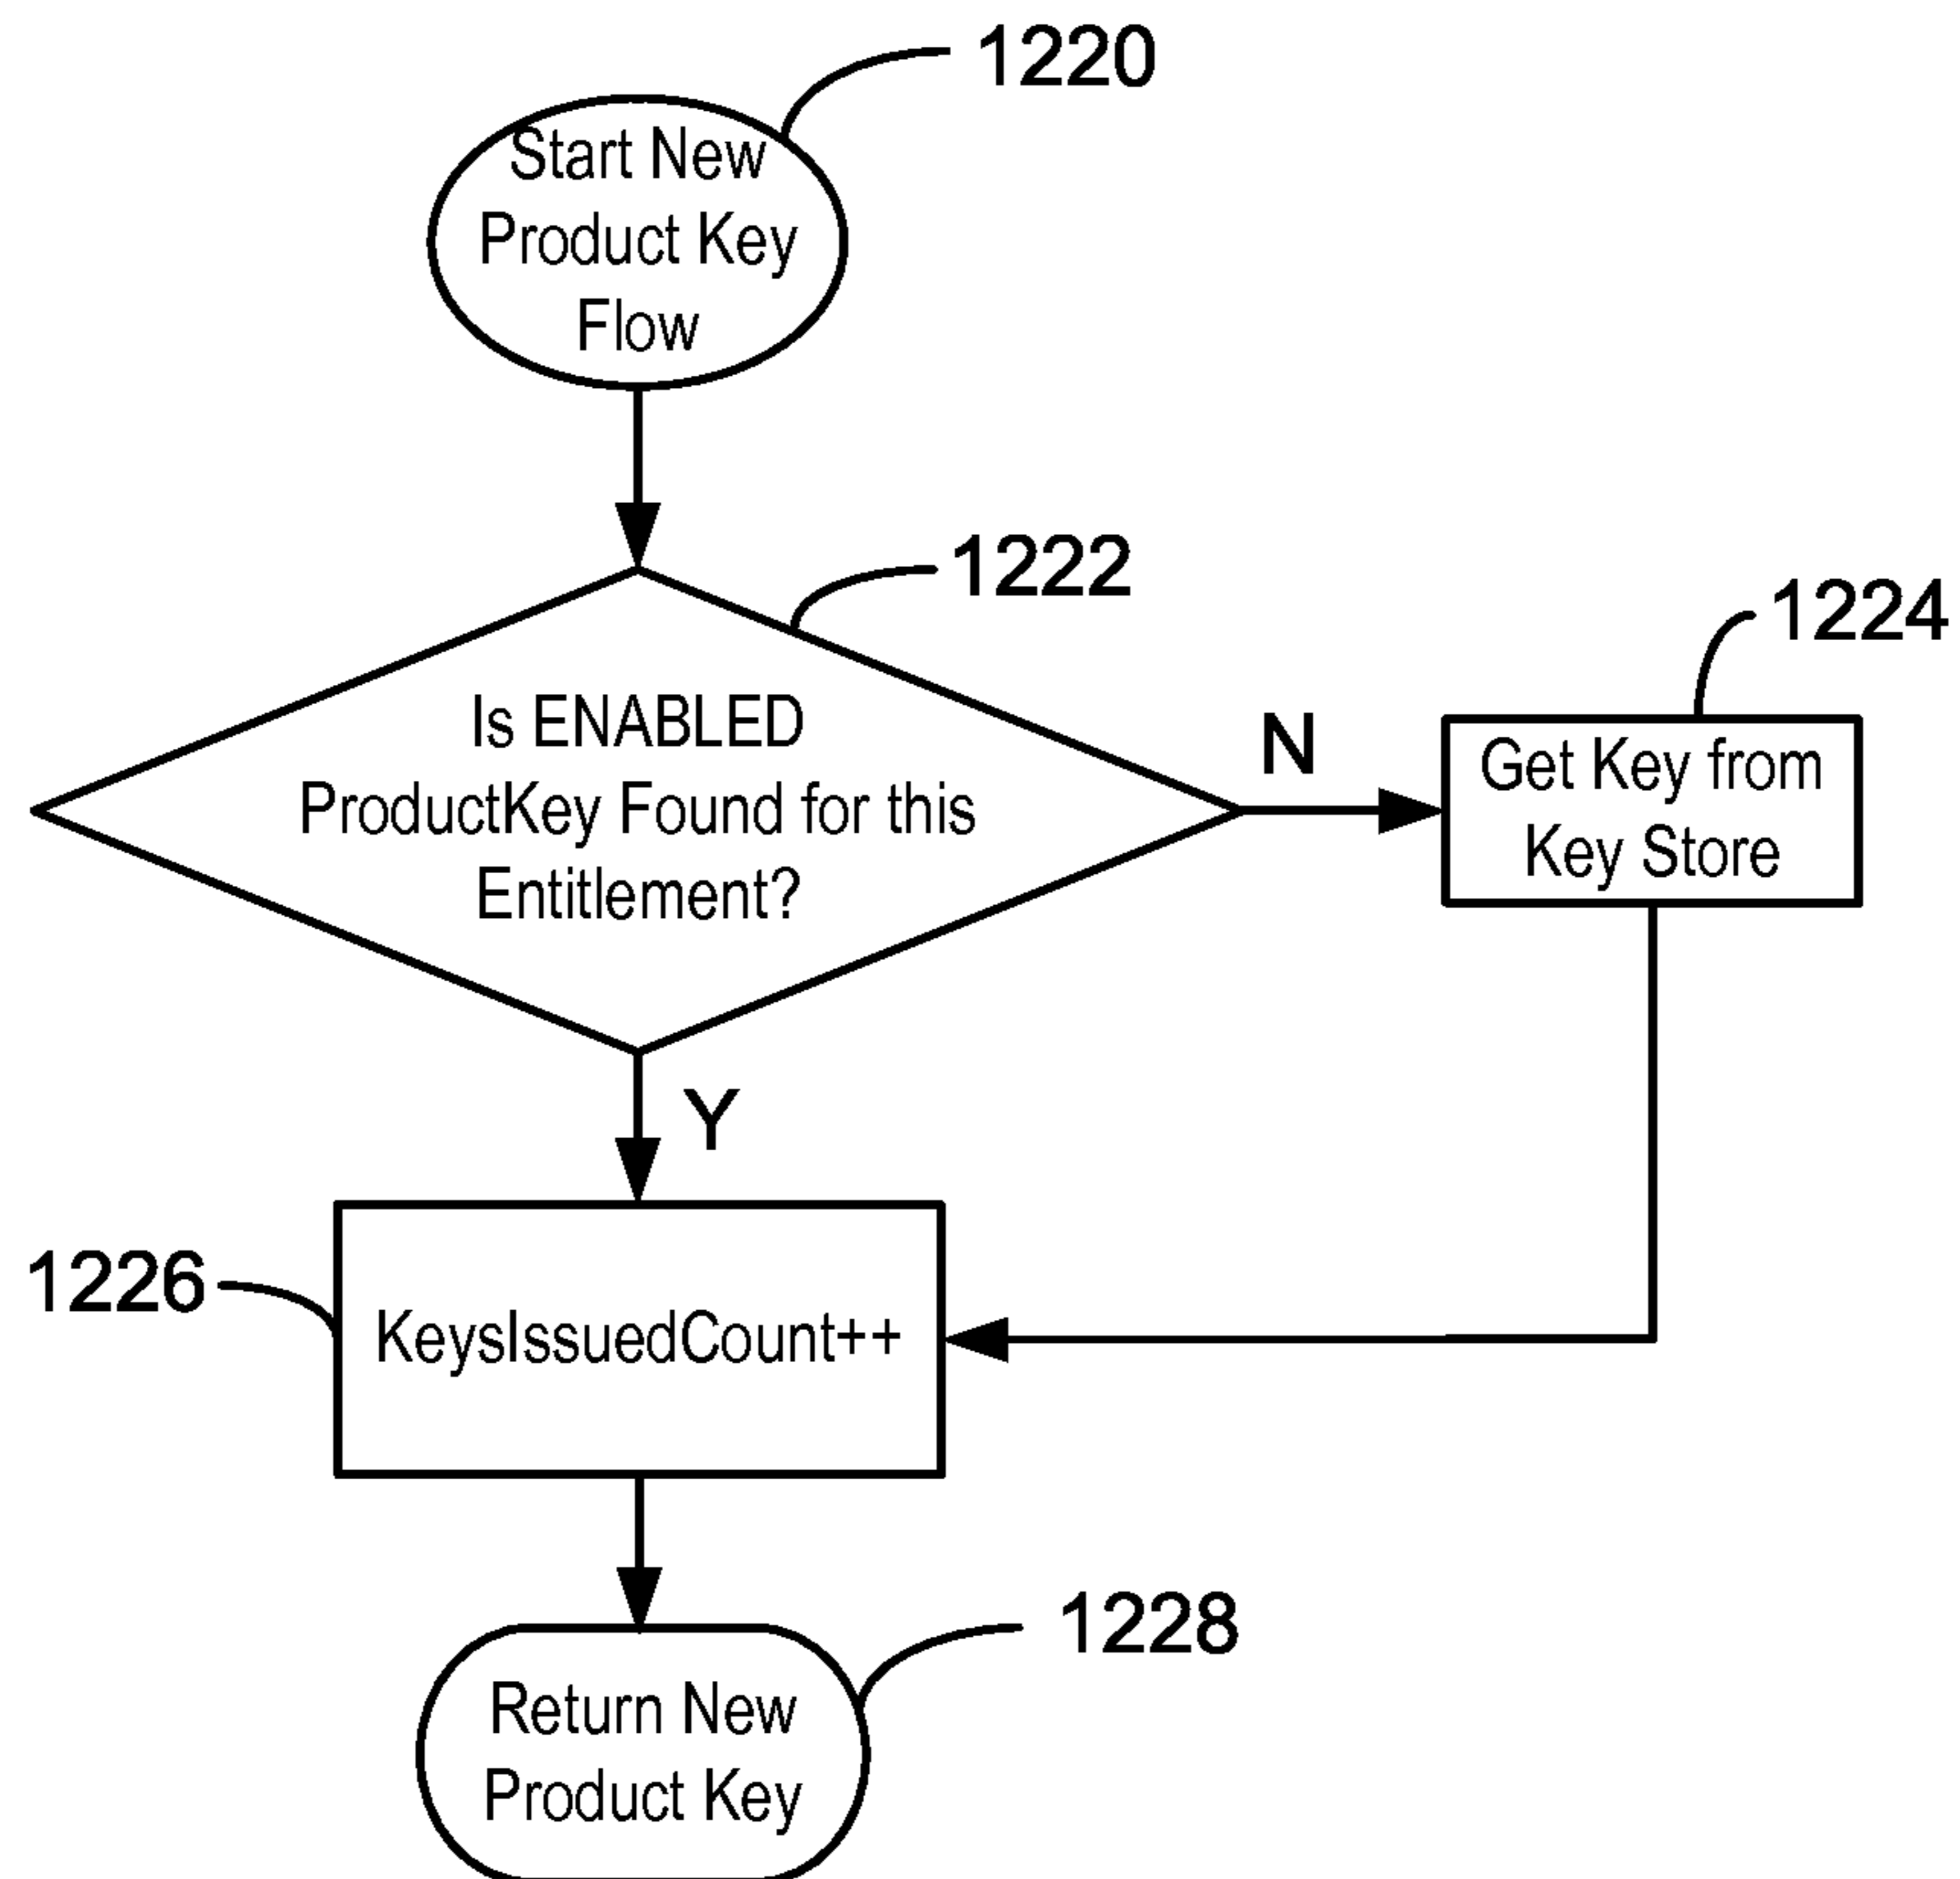 1220
Start New
Product Key
Flow
1222
Is ENABLED
ProductKey Found for this
Entitlement?
N
1224
Get Key from
Key Store
Y
1226
KeysIssuedCount++
1228
Return New
Product Key